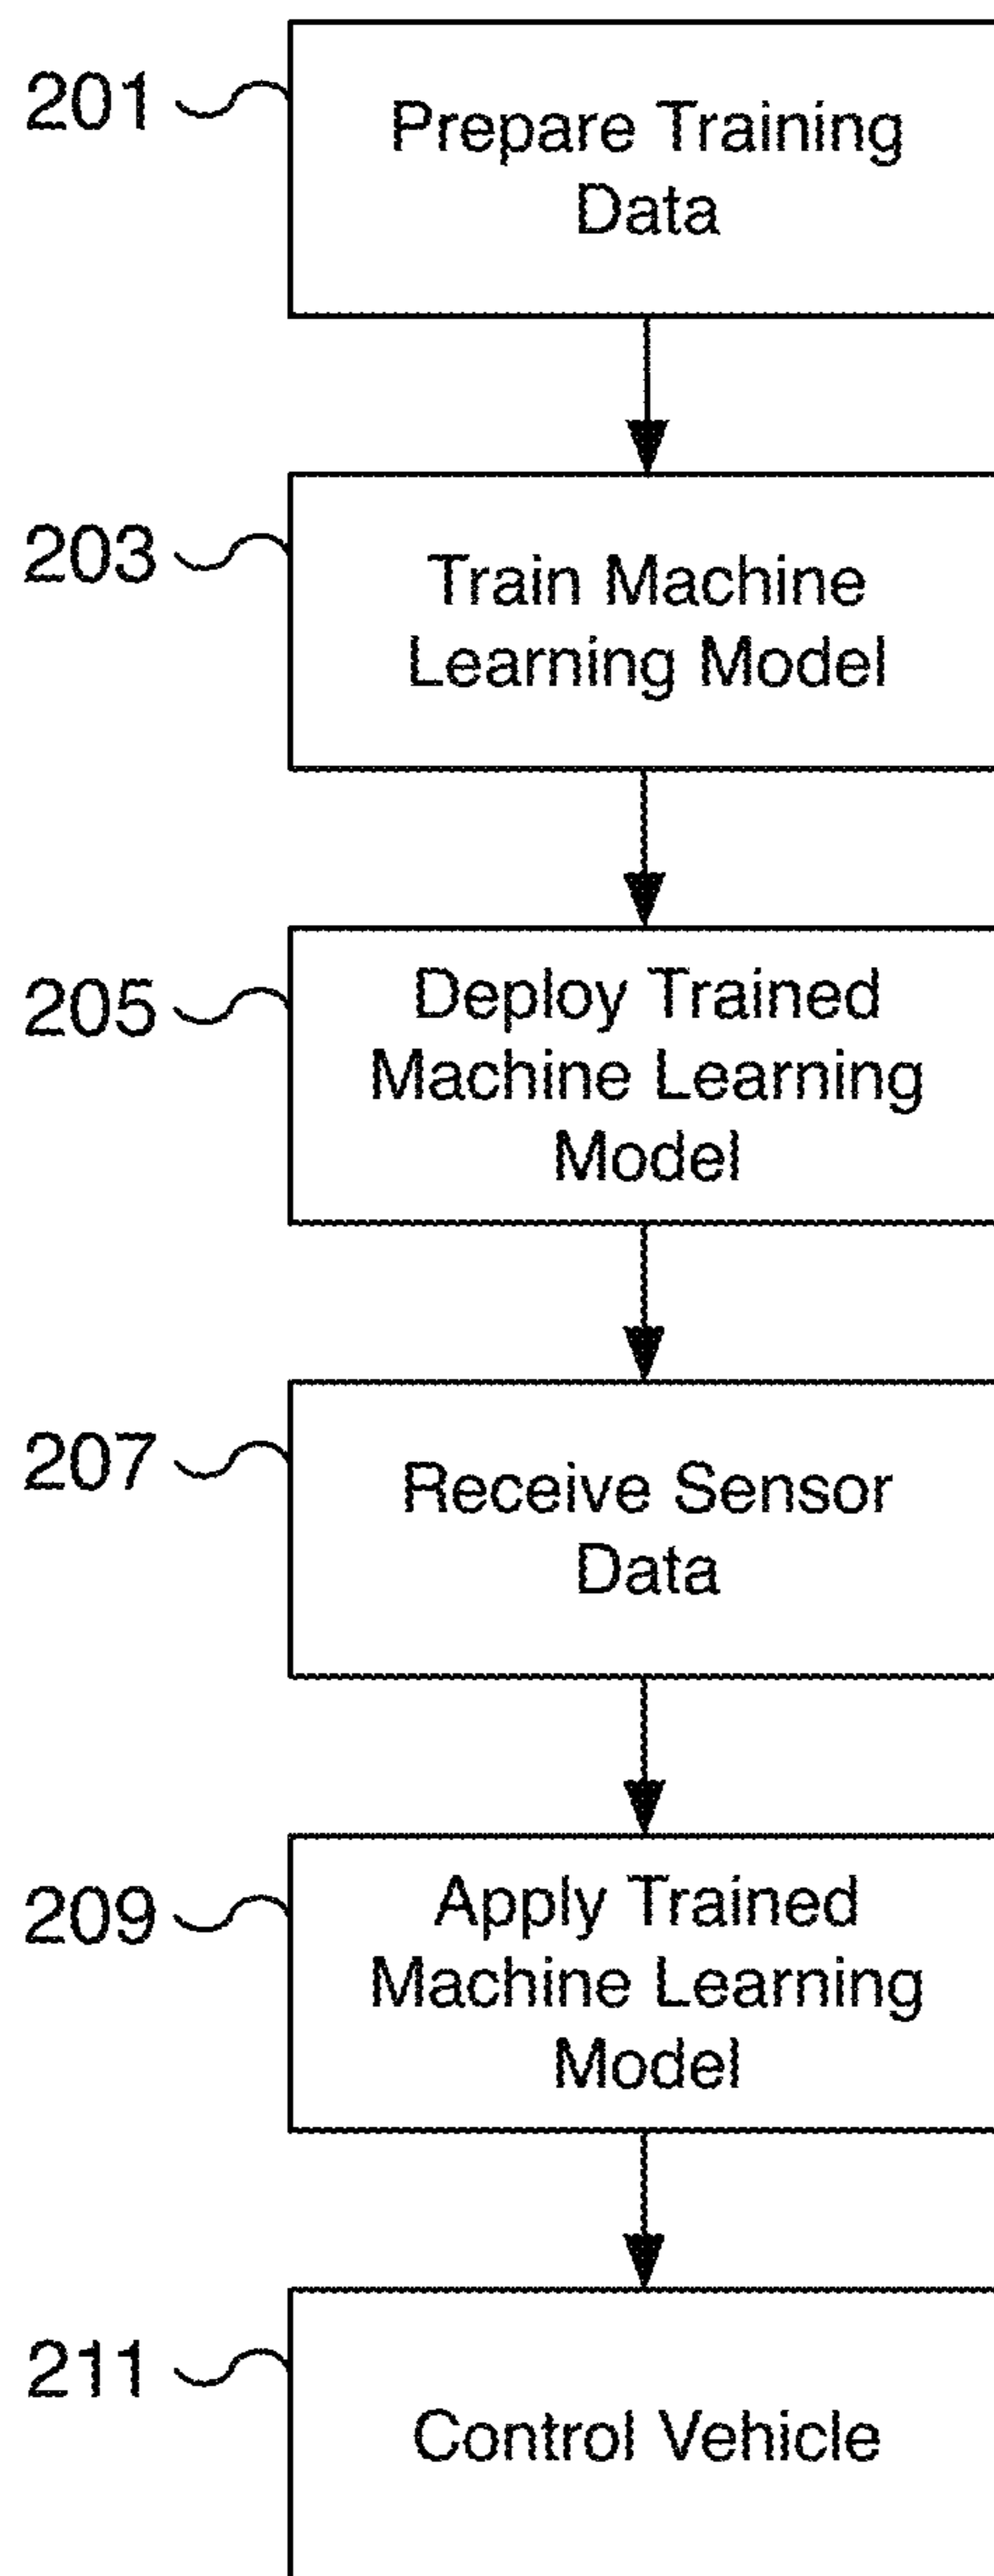 201
Prepare Training
Data
203
Train Machine
Learning Model
205
Deploy Trained
Machine Learning
Model
207
Receive Sensor
Data
209
Apply Trained
Machine Learning
Model
211
Control Vehicle